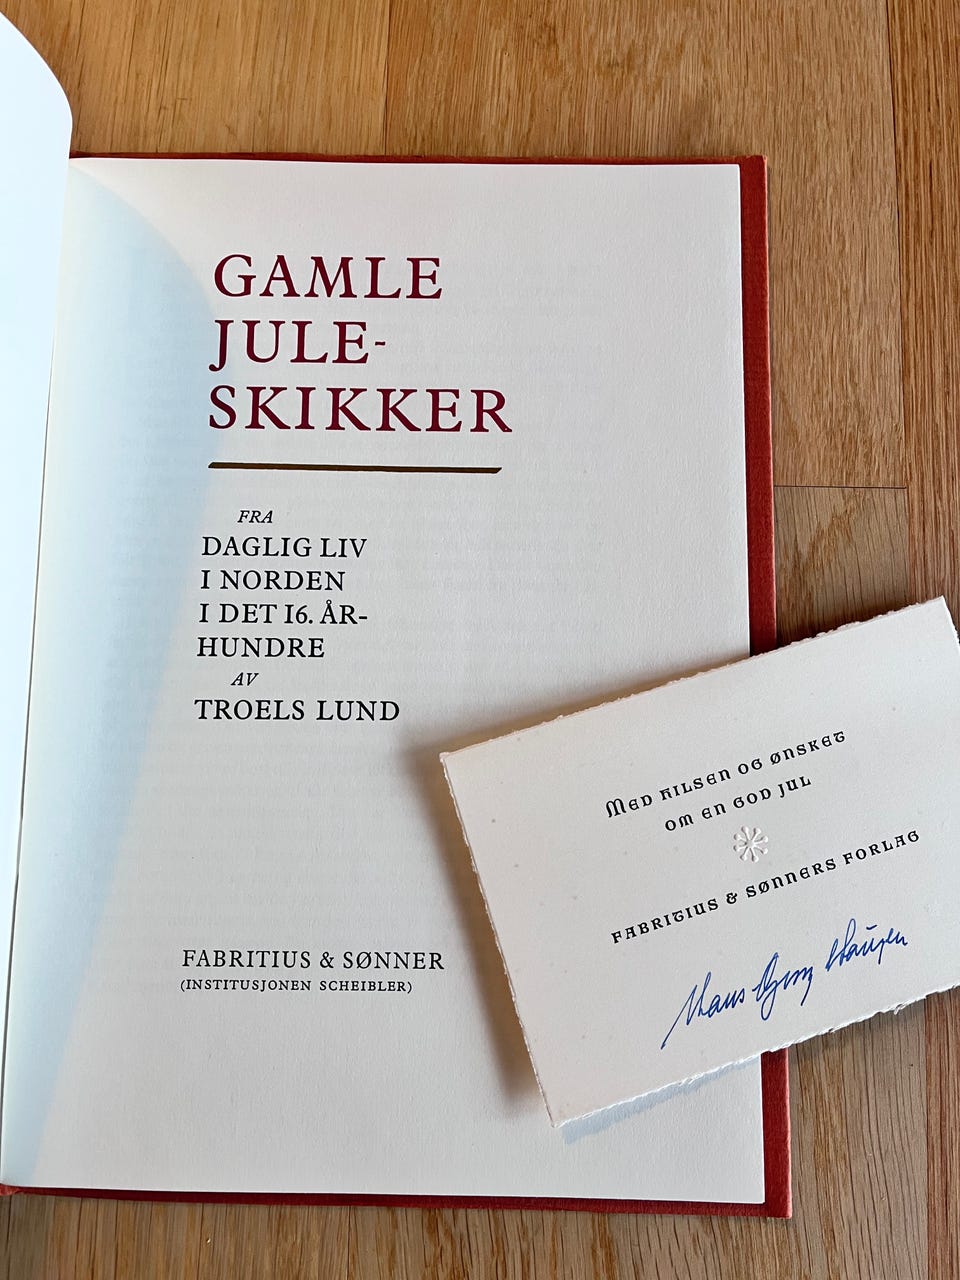 GAMLE
JULE-
SKIKKER
FRA
DAGLIG LIV
I NORDEN
I DET 16. ÅR-
HUNDRE
AV
TROELS LUND
FABRITIUS & SØNNER
(INSTITUSJONEN SCHEIBLER)
MED HILSEN OG ØNSKET
OM EN GOD JUL
FABRITIUS & SØNNERS FORLAG
Hans